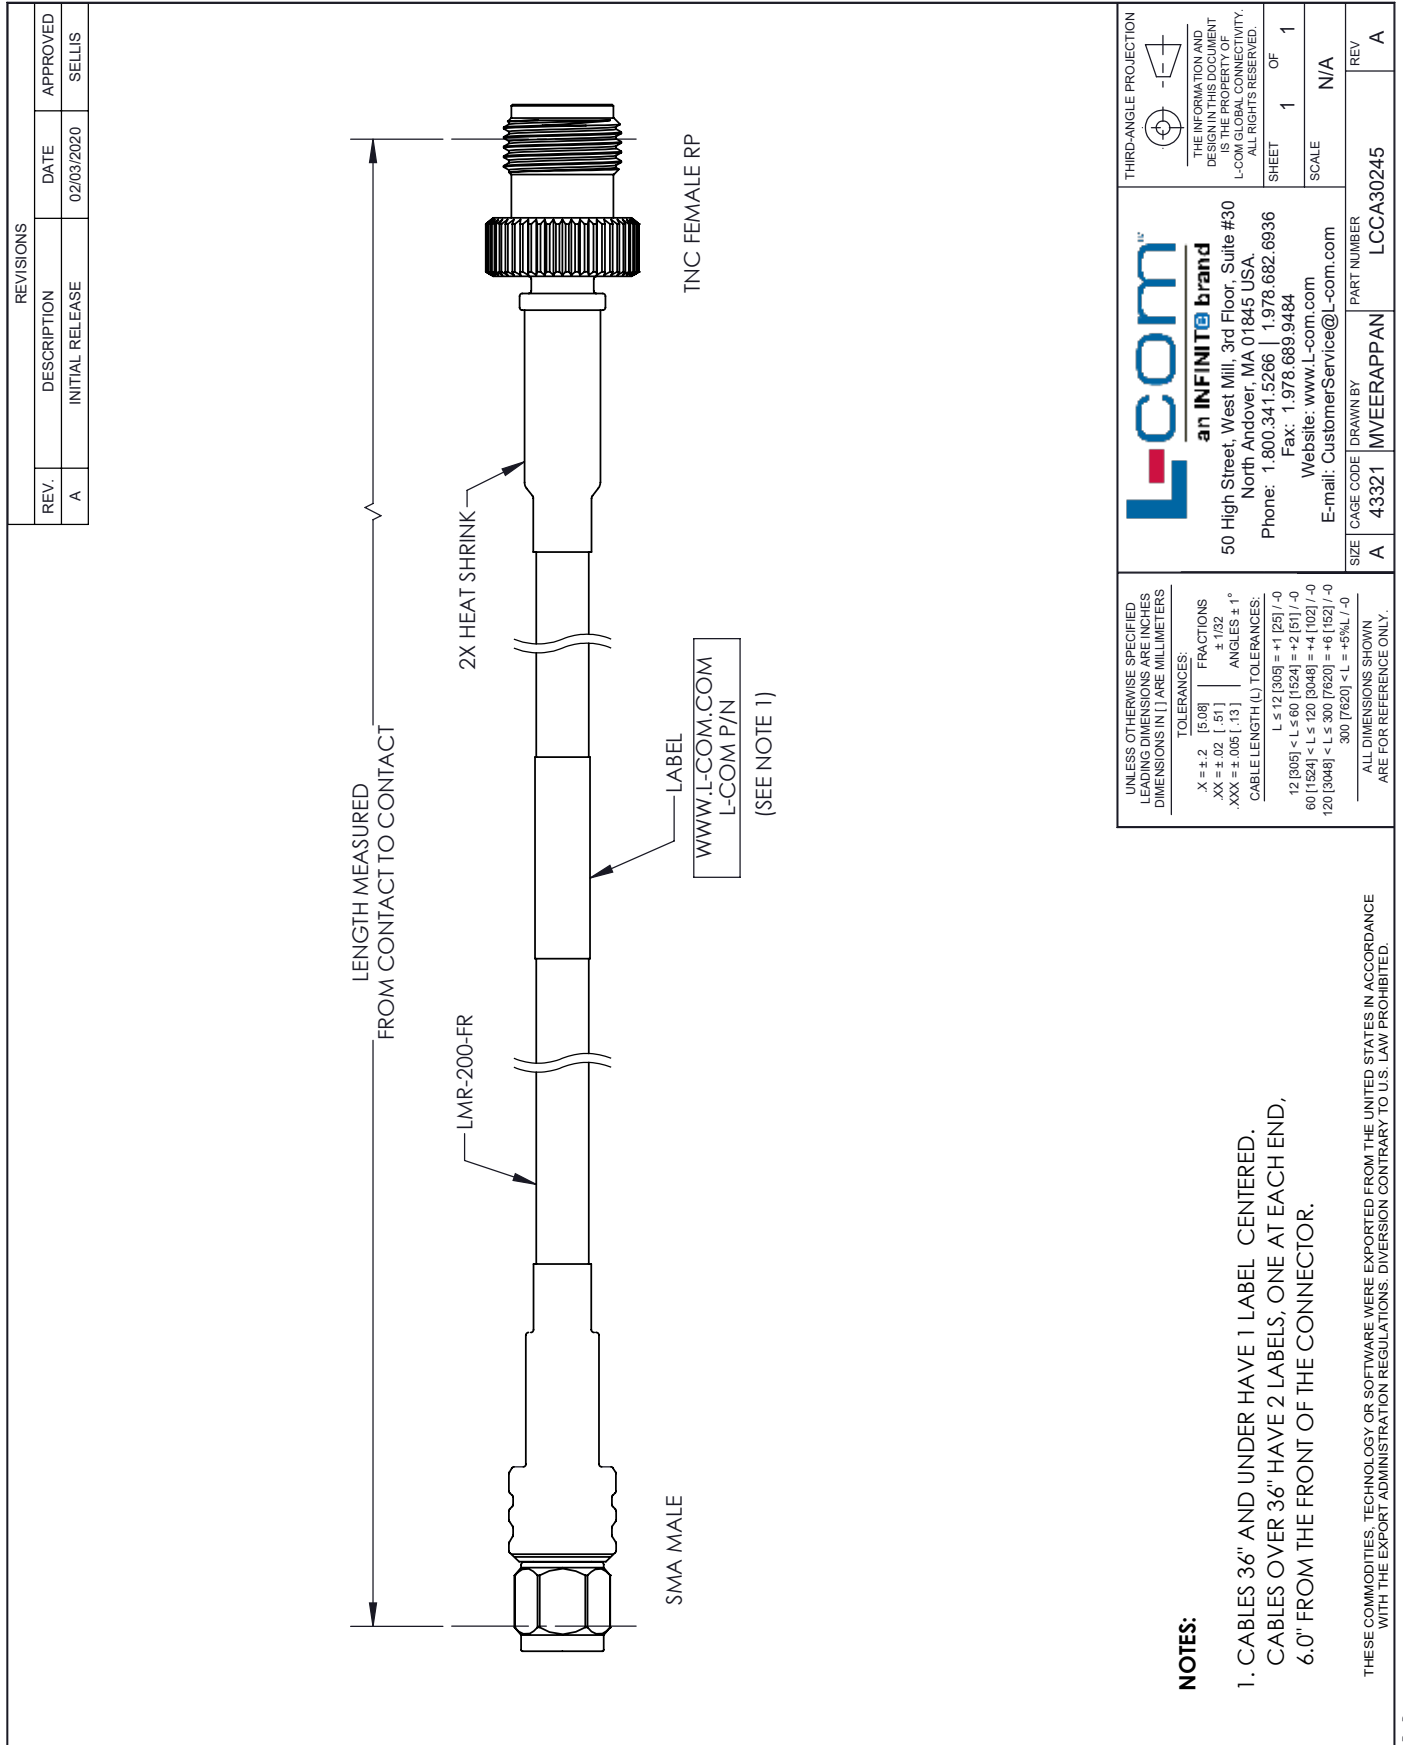 REVISIONS
REV. DESCRIPTION DATE APPROVED
A INITIAL RELEASE 02/03/2020 SELLIS
LENGTH MEASURED
FROM CONTACT TO CONTACT
LMR-200-FR
2X HEAT SHRINK
SMA MALE
TNC FEMALE RP
LABEL
WWW.L-COM.COM
L-COM P/N
(SEE NOTE 1)
NOTES:
1. CABLES 36" AND UNDER HAVE 1 LABEL CENTERED.
CABLES OVER 36" HAVE 2 LABELS, ONE AT EACH END,
6.0" FROM THE FRONT OF THE CONNECTOR.
THESE COMMODITIES, TECHNOLOGY OR SOFTWARE WERE EXPORTED FROM THE UNITED STATES IN ACCORDANCE
WITH THE EXPORT ADMINISTRATION REGULATIONS. DIVERSION CONTRARY TO U.S. LAW PROHIBITED.
UNLESS OTHERWISE SPECIFIED
LEADING DIMENSIONS ARE INCHES
DIMENSIONS IN [ ] ARE MILLIMETERS
TOLERANCES:
.X = ± .2 [5.08] FRACTIONS
.XX = ± .02 [ .51 ] ± 1/32
.XXX = ± .005 [ .13 ] ANGLES ± 1°
CABLE LENGTH (L) TOLERANCES:
L ≤ 12 [305] = +1 [25] / -0
12 [305] < L ≤ 60 [1524] = +2 [51] / -0
60 [1524] < L ≤ 120 [3048] = +4 [102] / -0
120 [3048] < L ≤ 300 [7620] = +6 [152] / -0
300 [7620] < L = +5%L / -0
ALL DIMENSIONS SHOWN
ARE FOR REFERENCE ONLY.
L-com
an INFINIT@ brand
50 High Street, West Mill, 3rd Floor, Suite #30
North Andover, MA 01845 USA.
Phone: 1.800.341.5266 | 1.978.682.6936
Fax: 1.978.689.9484
Website: www.L-com.com
E-mail: CustomerService@L-com.com
THIRD-ANGLE PROJECTION
THE INFORMATION AND
DESIGN IN THIS DOCUMENT
IS THE PROPERTY OF
L-COM GLOBAL CONNECTIVITY.
ALL RIGHTS RESERVED.
SHEET 1 OF 1
SCALE N/A
SIZE CAGE CODE DRAWN BY PART NUMBER REV
A 43321 MVEERAPPAN LCCA30245 A